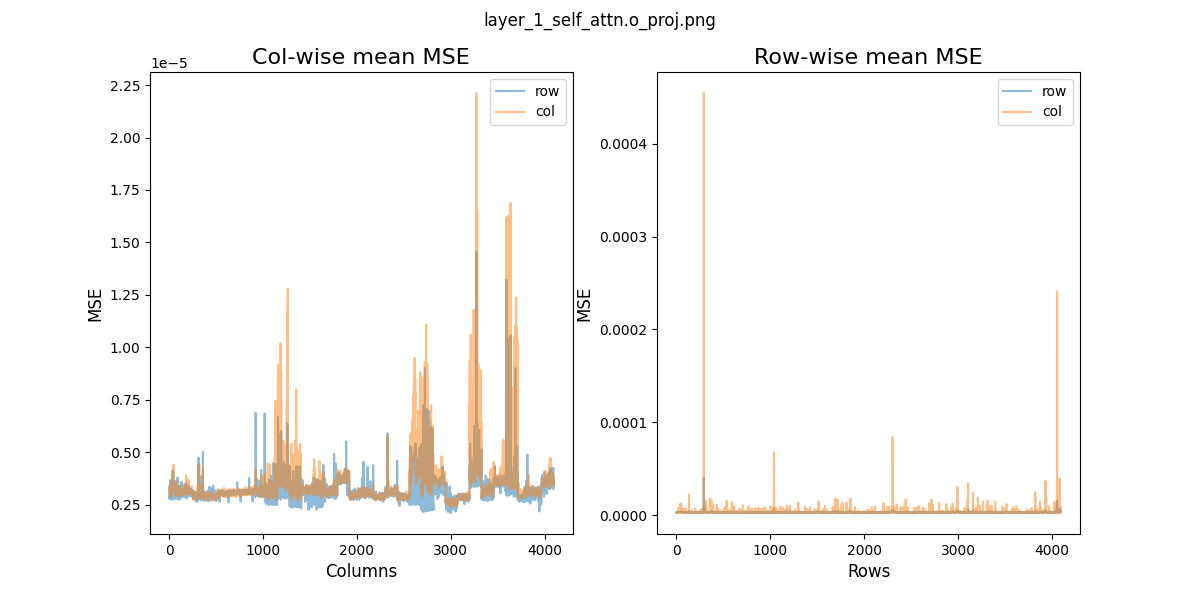 layer_1_self_attn.o_proj.png
Col-wise mean MSE
1e−5
row
col
2.25
2.00
1.75
1.50
1.25
1.00
0.75
0.50
0.25
MSE
0 1000 2000 3000 4000
Columns
Row-wise mean MSE
row
col
0.0004
0.0003
0.0002
0.0001
0.0000
MSE
0 1000 2000 3000 4000
Rows